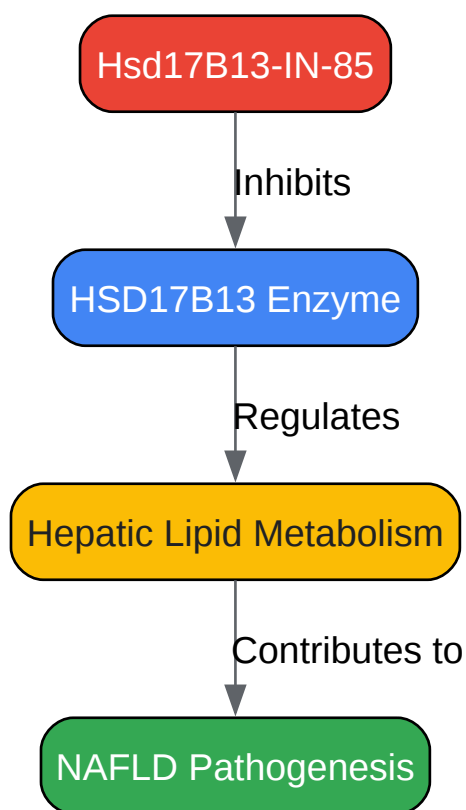 Hsd17B13-IN-85
Inhibits
HSD17B13 Enzyme
Regulates
Hepatic Lipid Metabolism
Contributes to
NAFLD Pathogenesis